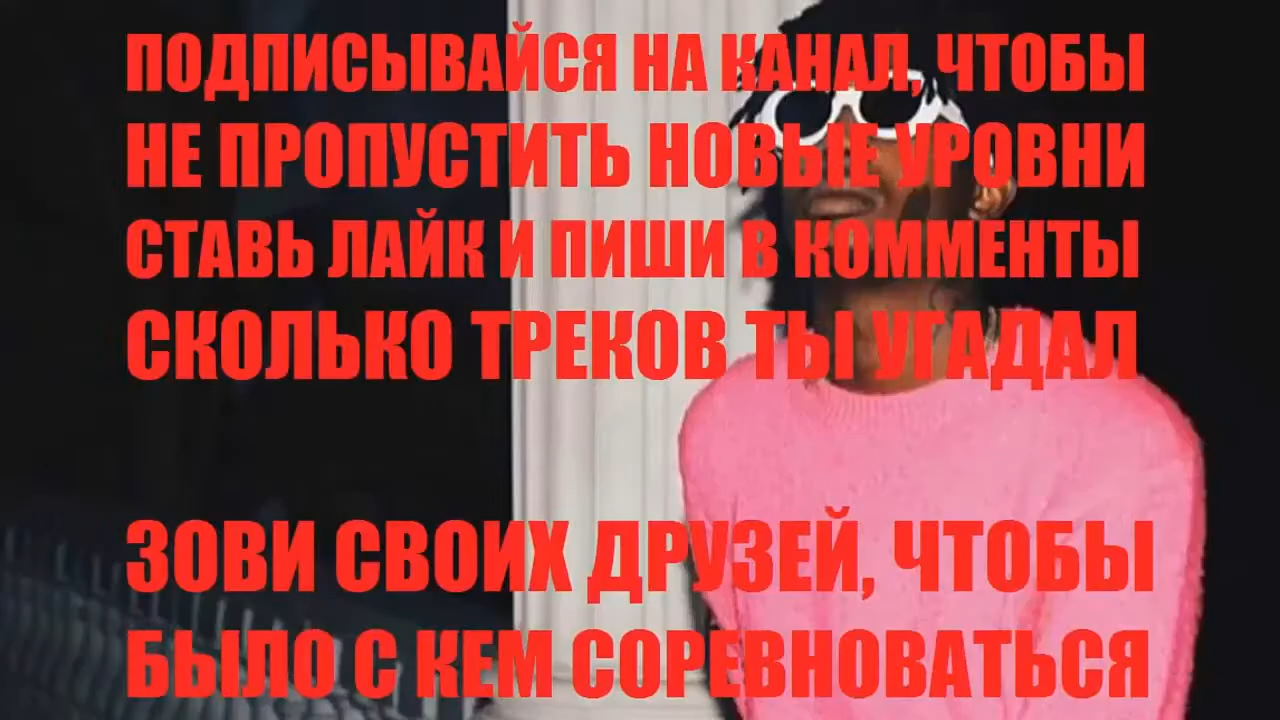 ПОДПИСЫВАЙСЯ НА КАНАЛ, ЧТОБЫ
НЕ ПРОПУСТИТЬ НОВЫЕ УРОВНИ
СТАВЬ ЛАЙК И ПИШИ В КОММЕНТЫ
СКОЛЬКО ТРЕКОВ ТЫ УГАДАЛ
ЗОВИ СВОИХ ДРУЗЕЙ, ЧТОБЫ
БЫЛО С КЕМ СОРЕВНОВАТЬСЯ